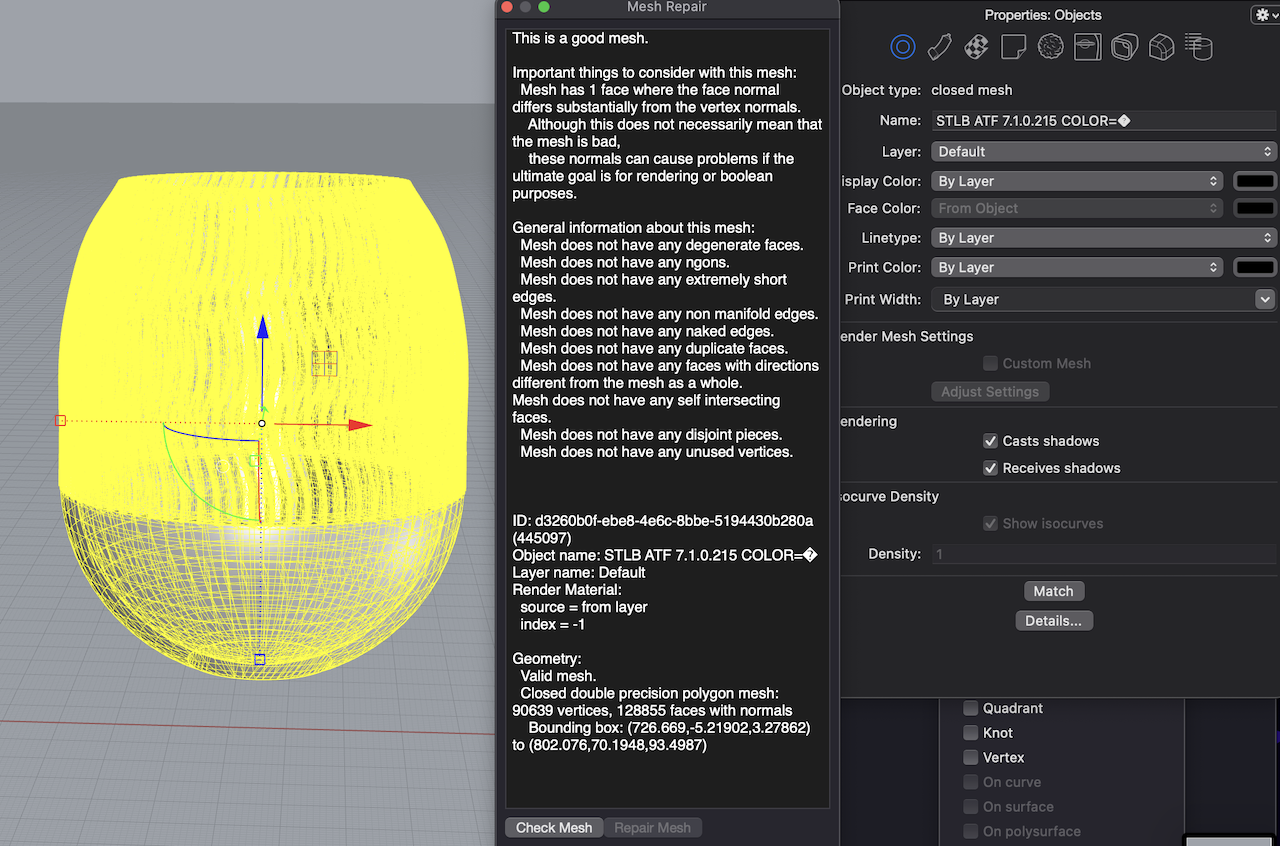 Mesh Repair
This is a good mesh.
Important things to consider with this mesh:
Mesh has 1 face where the face normal
differs substantially from the vertex normals.
Although this does not necessarily mean that
the mesh is bad,
these normals can cause problems if the
ultimate goal is for rendering or boolean
purposes.
General information about this mesh:
Mesh does not have any degenerate faces.
Mesh does not have any ngons.
Mesh does not have any extremely short
edges.
Mesh does not have any non manifold edges.
Mesh does not have any naked edges.
Mesh does not have any duplicate faces.
Mesh does not have any faces with directions
different from the mesh as a whole.
Mesh does not have any self intersecting
faces.
Mesh does not have any disjoint pieces.
Mesh does not have any unused vertices.
ID: d3260b0f-ebe8-4e6c-8bbe-5194430b280a
(445097)
Object name: STLB ATF 7.1.0.215 COLOR=�
Layer name: Default
Render Material:
source = from layer
index = -1
Geometry:
Valid mesh.
Closed double precision polygon mesh:
90639 vertices, 128855 faces with normals
Bounding box: (726.669,-5.21902,3.27862)
to (802.076,70.1948,93.4987)
Check Mesh
Repair Mesh
Properties: Objects
Object type: closed mesh
Name: STLB ATF 7.1.0.215 COLOR=�
Layer: Default
isplay Color: By Layer
Face Color: From Object
Linetype: By Layer
Print Color: By Layer
Print Width: By Layer
ender Mesh Settings
Custom Mesh
Adjust Settings
endering
Casts shadows
Receives shadows
socurve Density
Show isocurves
Density: 1
Match
Details...
Quadrant
Knot
Vertex
On curve
On surface
On polysurface